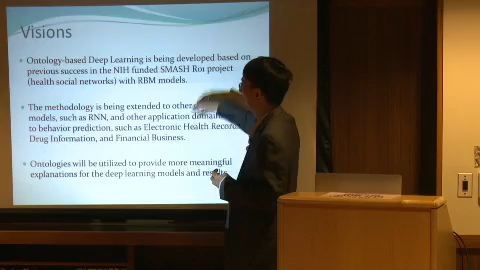 Visions
Ontology-based Deep Learning is being developed based on
previous success in the NIH funded SMASH R01 project
(health social networks) with RBM models.
The methodology is being extended to other
models, such as RNN, and other application domain
to behavior prediction, such as Electronic Health Record
Drug Information, and Financial Business.
Ontologies will be utilized to provide more meaningful
explanations for the deep learning models and results